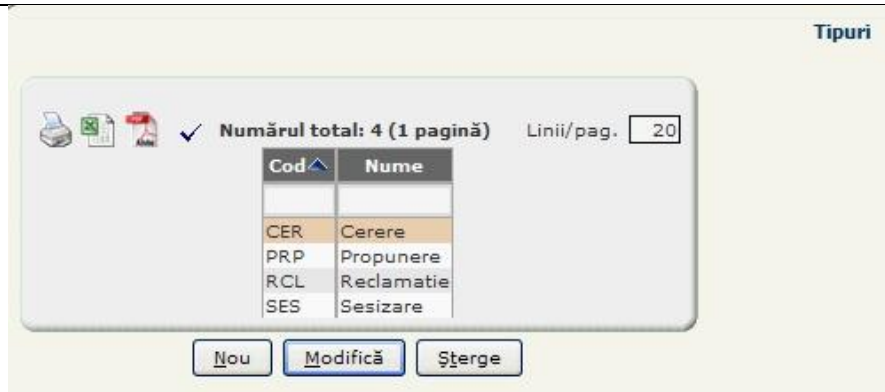 Tipuri
Numărul total: 4 (1 pagină) Linii/pag. 20
Cod Nume
CER Cerere
PRP Propunere
RCL Reclamatie
SES Sesizare
Nou Modifică Şterge